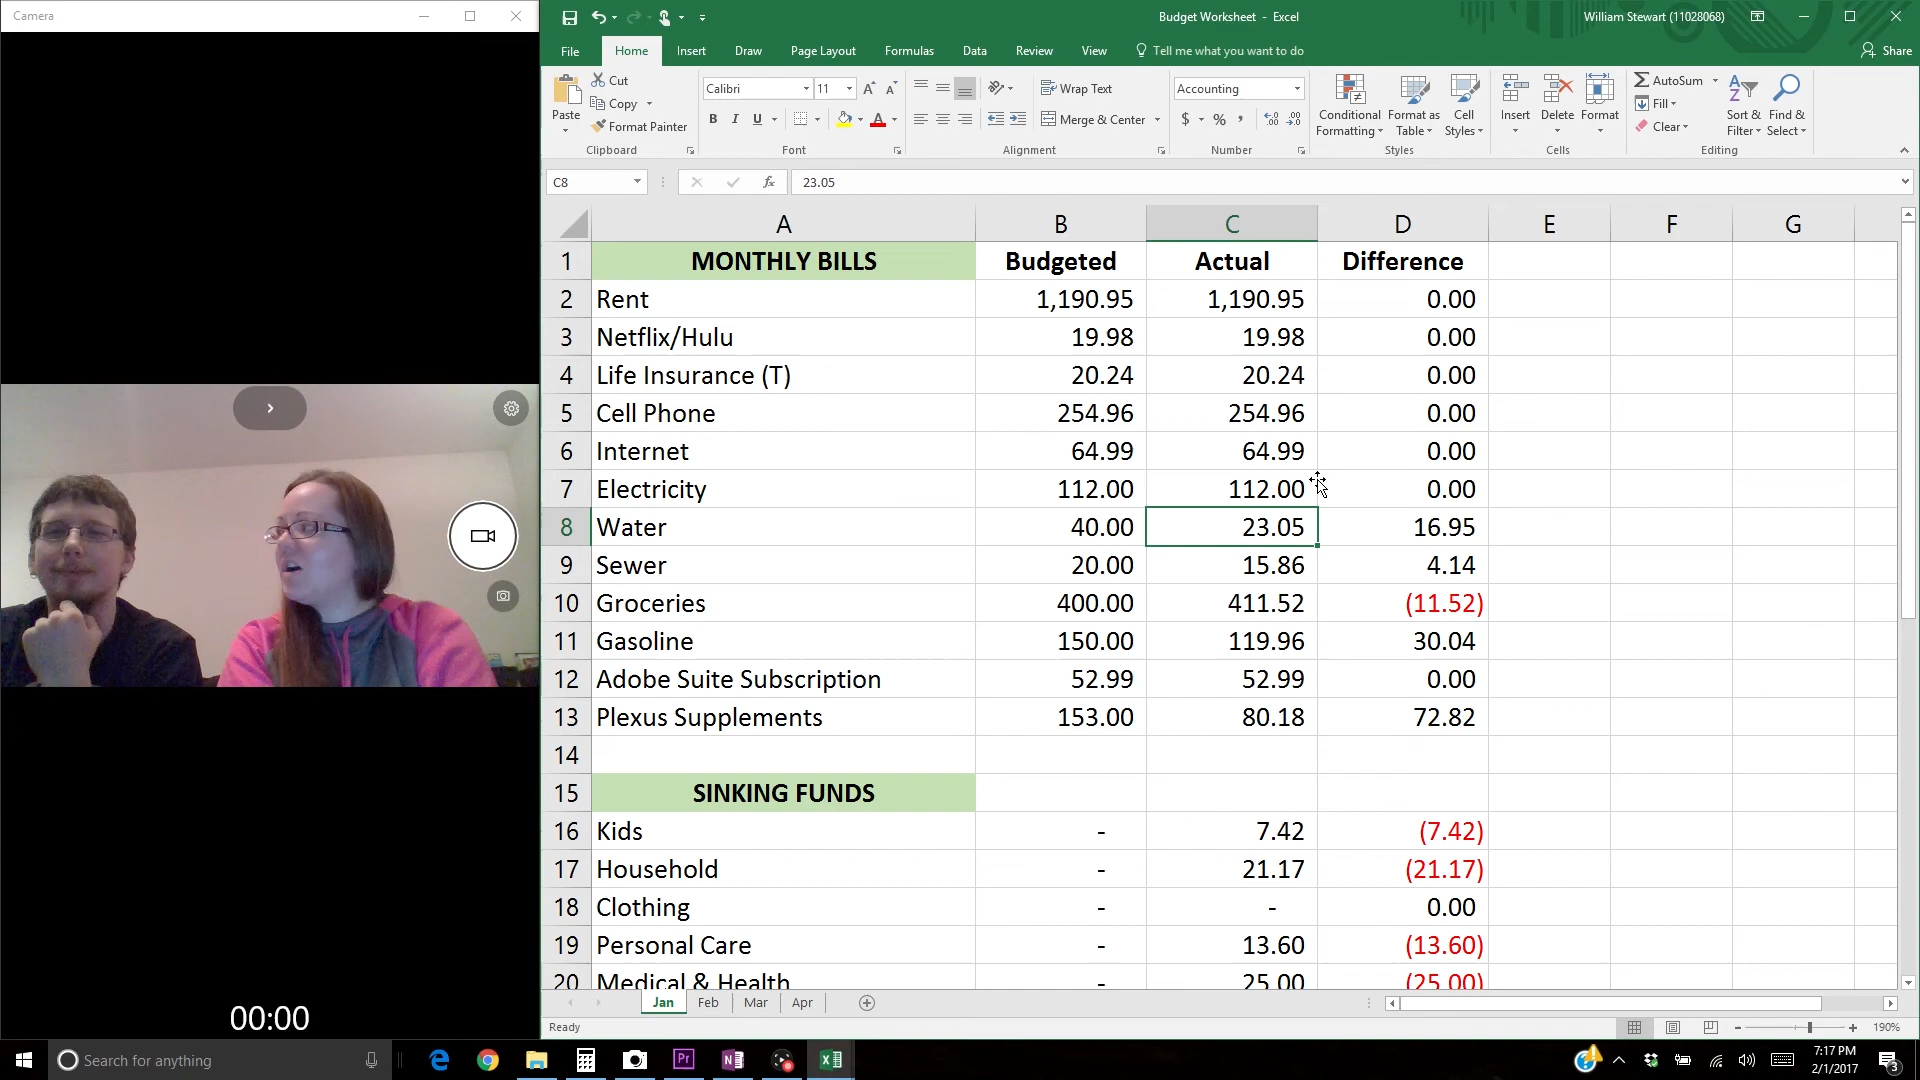 Camera
Budget Worksheet - Excel
William Stewart (11028068)
File Home Insert Draw Page Layout Formulas Data Review View Tell me what you want to do
Share
Paste
Cut
Copy
Format Painter
Clipboard
Calibri 11
B I U
Font
Wrap Text
Merge & Center
Alignment
Accounting
$ % ,
Number
Conditional Formatting
Format as Table
Cell Styles
Styles
Insert
Delete
Format
Cells
AutoSum
Fill
Clear
Sort & Filter
Find & Select
Editing
C8 fx 23.05
A B C D E F G
1 MONTHLY BILLS Budgeted Actual Difference
2 Rent 1,190.95 1,190.95 0.00
3 Netflix/Hulu 19.98 19.98 0.00
4 Life Insurance (T) 20.24 20.24 0.00
5 Cell Phone 254.96 254.96 0.00
6 Internet 64.99 64.99 0.00
7 Electricity 112.00 112.00 0.00
8 Water 40.00 23.05 16.95
9 Sewer 20.00 15.86 4.14
10 Groceries 400.00 411.52 (11.52)
11 Gasoline 150.00 119.96 30.04
12 Adobe Suite Subscription 52.99 52.99 0.00
13 Plexus Supplements 153.00 80.18 72.82
14
15 SINKING FUNDS
16 Kids - 7.42 (7.42)
17 Household - 21.17 (21.17)
18 Clothing - - 0.00
19 Personal Care - 13.60 (13.60)
20 Medical & Health - 25.00 (25.00)
Jan Feb Mar Apr
Ready
190%
00:00
Search for anything
7:17 PM
2/1/2017
3